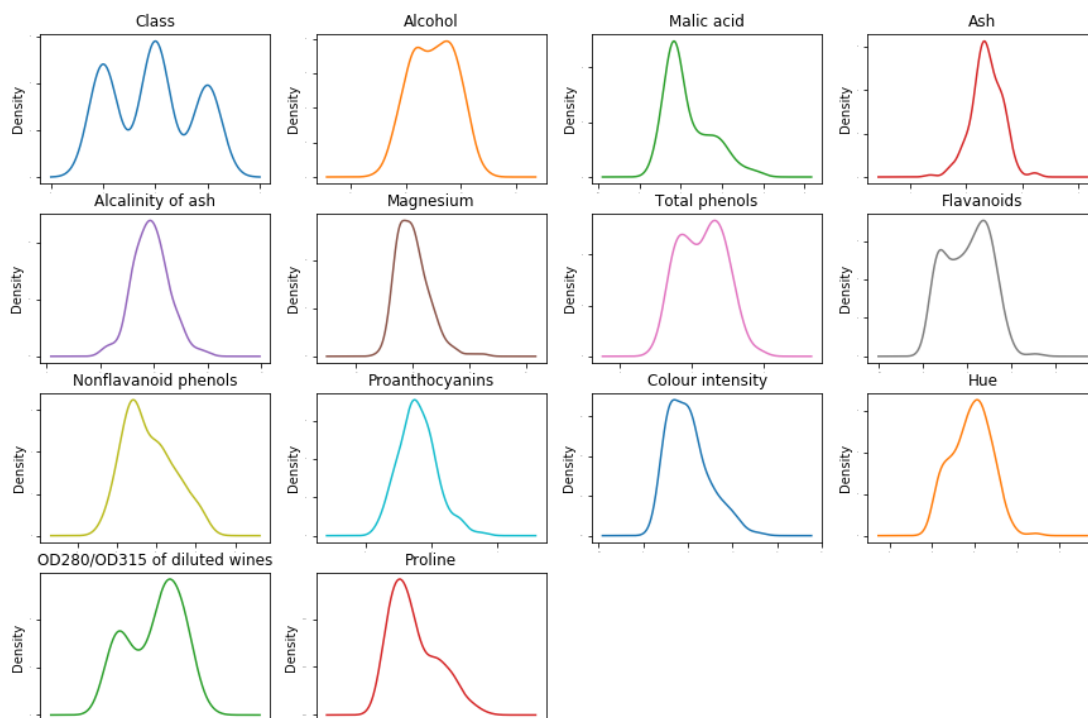 Class
Alcohol
Malic acid
Ash
Density
Density
Density
Density
Alcalinity of ash
Magnesium
Total phenols
Flavanoids
Density
Density
Density
Density
Nonflavanoid phenols
Proanthocyanins
Colour intensity
Hue
Density
Density
Density
Density
OD280/OD315 of diluted wines
Proline
Density
Density